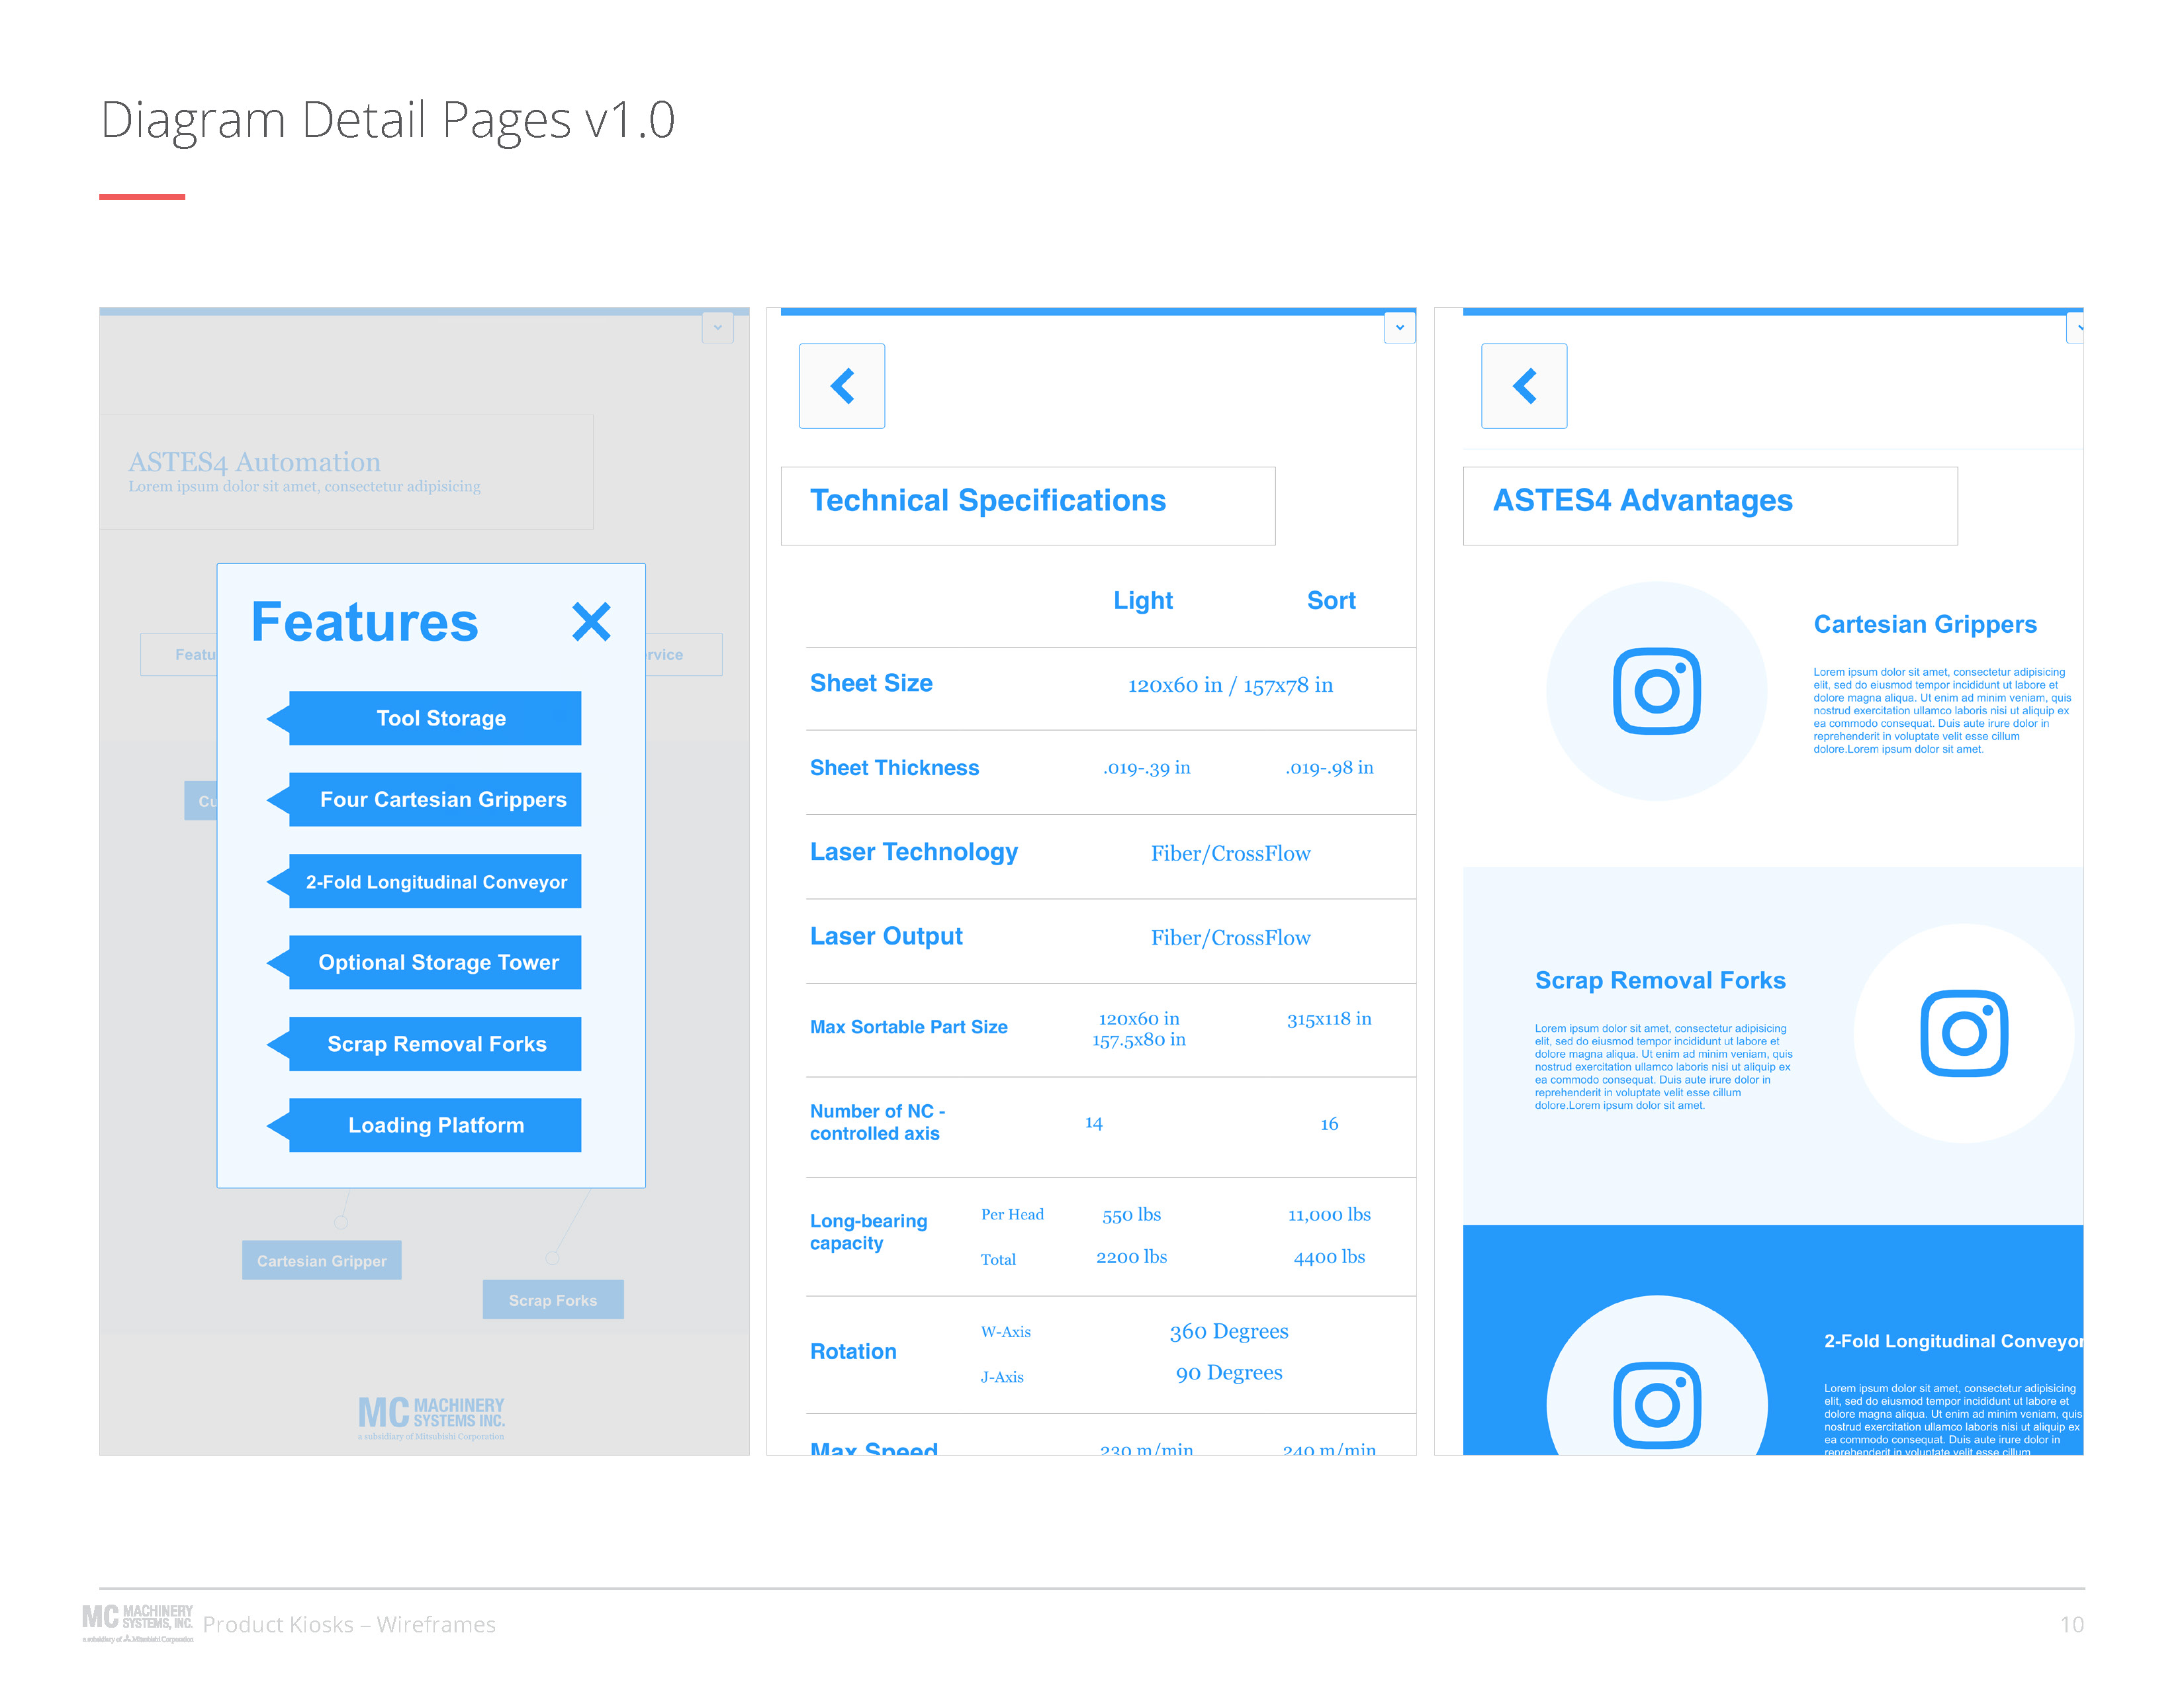 Diagram Detail Pages v1.0
ASTES4 Automation
Lorem ipsum dolor sit amet, consectetur adipisicing
Featu
rvice
Features
Tool Storage
Four Cartesian Grippers
2-Fold Longitudinal Conveyor
Optional Storage Tower
Scrap Removal Forks
Loading Platform
Cu
Cartesian Gripper
Scrap Forks
MC MACHINERY
SYSTEMS INC.
a subsidiary of Mitsubishi Corporation
Technical Specifications
Light Sort
Sheet Size 120x60 in / 157x78 in
Sheet Thickness .019-.39 in .019-.98 in
Laser Technology Fiber/CrossFlow
Laser Output Fiber/CrossFlow
Max Sortable Part Size 120x60 in 315x118 in
157.5x80 in
Number of NC -
controlled axis 14 16
Long-bearing
capacity
Per Head 550 lbs 11,000 lbs
Total 2200 lbs 4400 lbs
Rotation
W-Axis 360 Degrees
J-Axis 90 Degrees
Max Speed 230 m/min 240 m/min
ASTES4 Advantages
Cartesian Grippers
Lorem ipsum dolor sit amet, consectetur adipisicing
elit, sed do eiusmod tempor incididunt ut labore et
dolore magna aliqua. Ut enim ad minim veniam, quis
nostrud exercitation ullamco laboris nisi ut aliquip ex
ea commodo consequat. Duis aute irure dolor in
reprehenderit in voluptate velit esse cillum
dolore.Lorem ipsum dolor sit amet.
Scrap Removal Forks
Lorem ipsum dolor sit amet, consectetur adipisicing
elit, sed do eiusmod tempor incididunt ut labore et
dolore magna aliqua. Ut enim ad minim veniam, quis
nostrud exercitation ullamco laboris nisi ut aliquip ex
ea commodo consequat. Duis aute irure dolor in
reprehenderit in voluptate velit esse cillum
dolore.Lorem ipsum dolor sit amet.
2-Fold Longitudinal Conveyor
Lorem ipsum dolor sit amet, consectetur adipisicing
elit, sed do eiusmod tempor incididunt ut labore et
dolore magna aliqua. Ut enim ad minim veniam, quis
nostrud exercitation ullamco laboris nisi ut aliquip ex
ea commodo consequat. Duis aute irure dolor in
reprehenderit in voluptate velit esse cillum
MC MACHINERY
SYSTEMS, INC.
a subsidiary of Mitsubishi Corporation
Product Kiosks – Wireframes
10